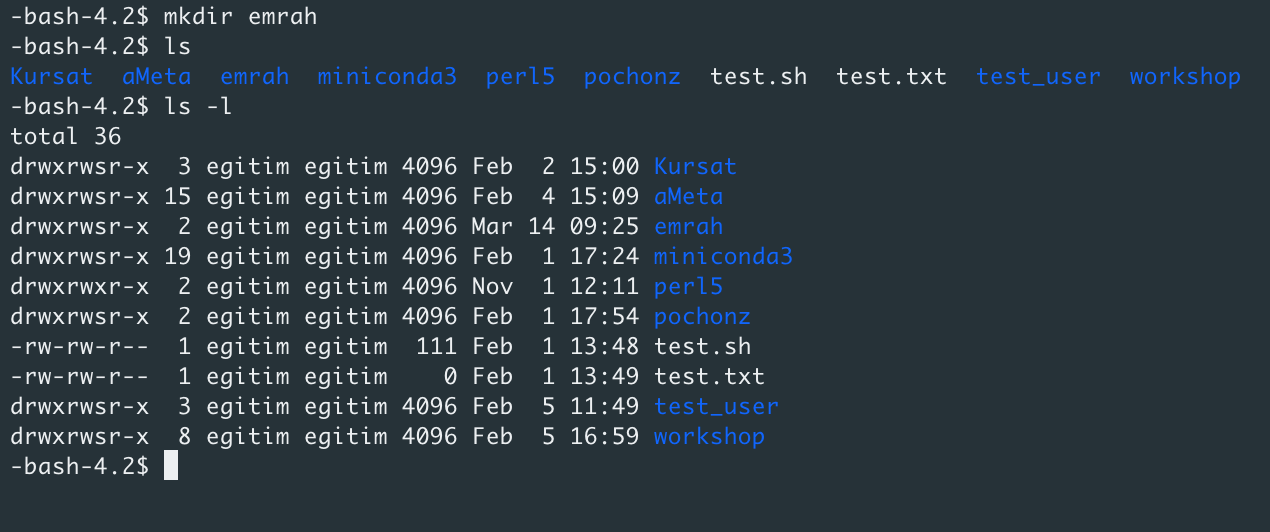 -bash-4.2$ mkdir emrah
-bash-4.2$ ls
Kursat  aMeta  emrah  miniconda3  perl5  pochonz  test.sh  test.txt  test_user  workshop
-bash-4.2$ ls -l
total 36
drwxrwsr-x  3 egitim egitim 4096 Feb  2 15:00 Kursat
drwxrwsr-x 15 egitim egitim 4096 Feb  4 15:09 aMeta
drwxrwsr-x  2 egitim egitim 4096 Mar 14 09:25 emrah
drwxrwsr-x 19 egitim egitim 4096 Feb  1 17:24 miniconda3
drwxrwxr-x  2 egitim egitim 4096 Nov  1 12:11 perl5
drwxrwsr-x  2 egitim egitim 4096 Feb  1 17:54 pochonz
-rw-rw-r--  1 egitim egitim  111 Feb  1 13:48 test.sh
-rw-rw-r--  1 egitim egitim    0 Feb  1 13:49 test.txt
drwxrwsr-x  3 egitim egitim 4096 Feb  5 11:49 test_user
drwxrwsr-x  8 egitim egitim 4096 Feb  5 16:59 workshop
-bash-4.2$